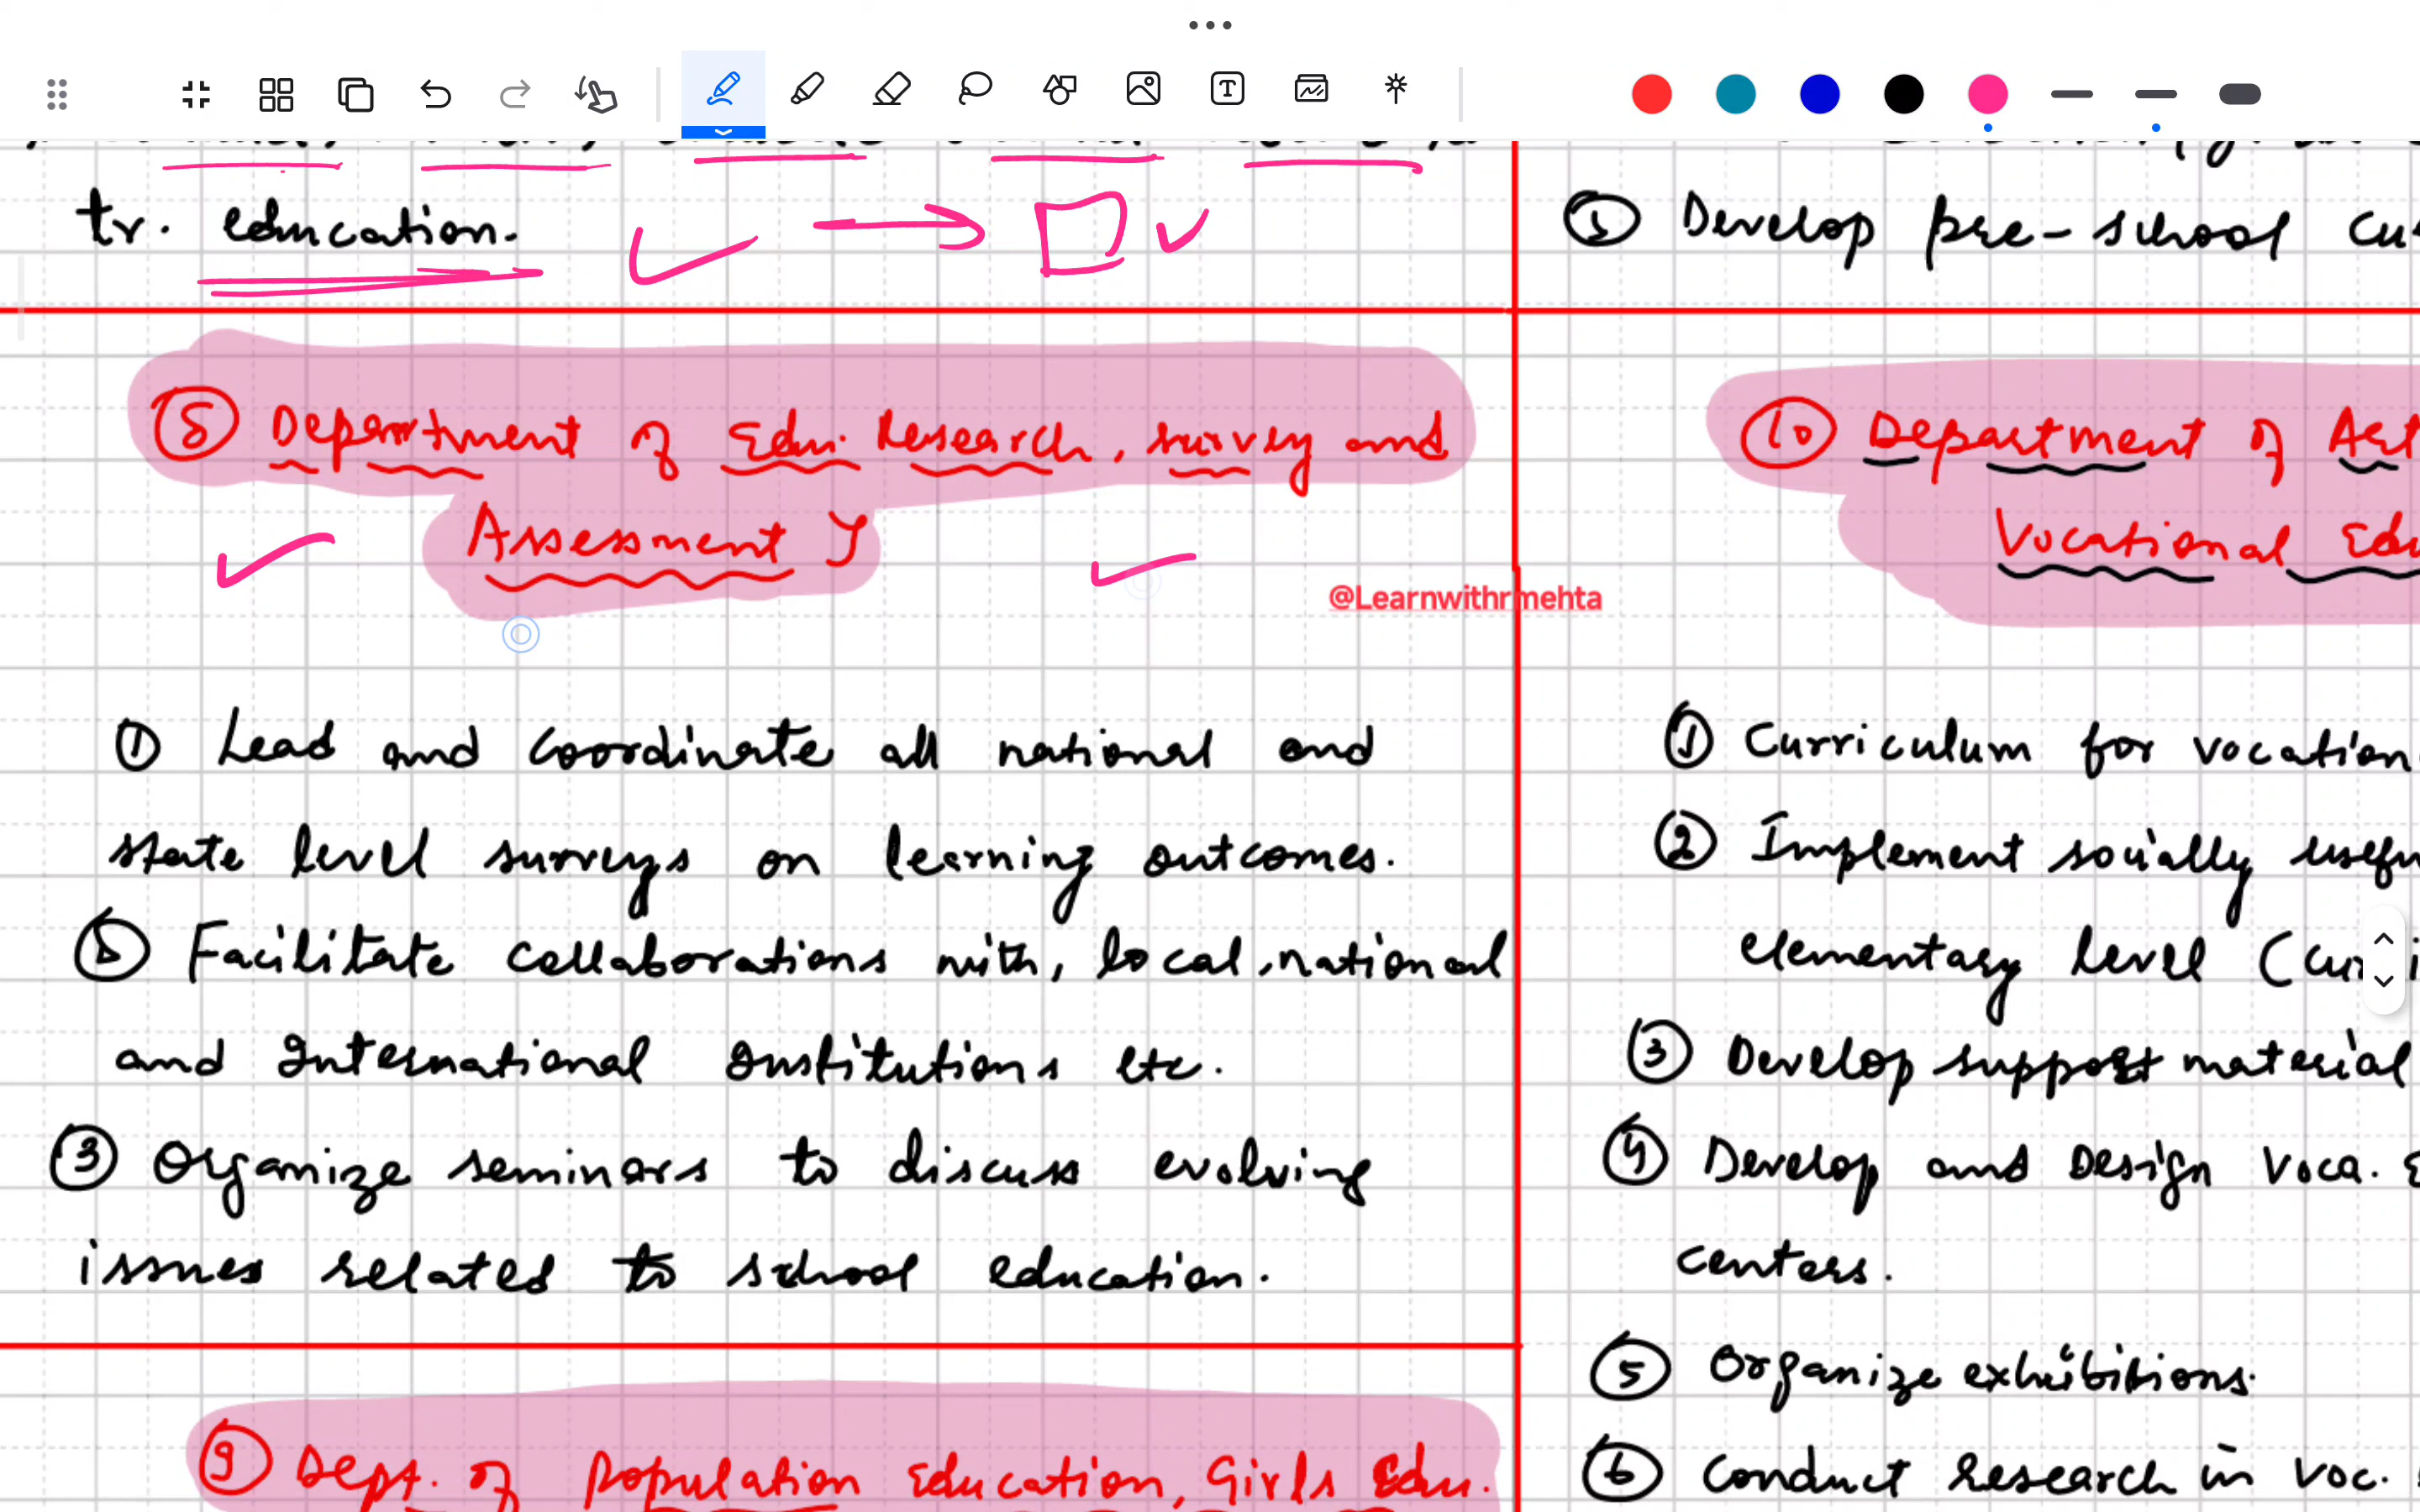 tr. education.
⑧ Department of Edu. Research, survey and
Assessment
① Lead and coordinate all national and
state level surveys on learning outcomes.
② Facilitate collaborations with, local, national
and International Institutions etc.
③ Organize seminars to discuss evolving
issues related to school education.
⑨ Dept. of Population Education, Girls Edu.
⑤ Develop pre-school
@Learnwithrmehta
⑩ Department of Art
Vocational
① Curriculum for
② Implement socially
elementary level
③ Develop support material
④ Develop and Design Voca.
centers.
⑤ Organize exhibitions.
⑥ Conduct Research in Voc.